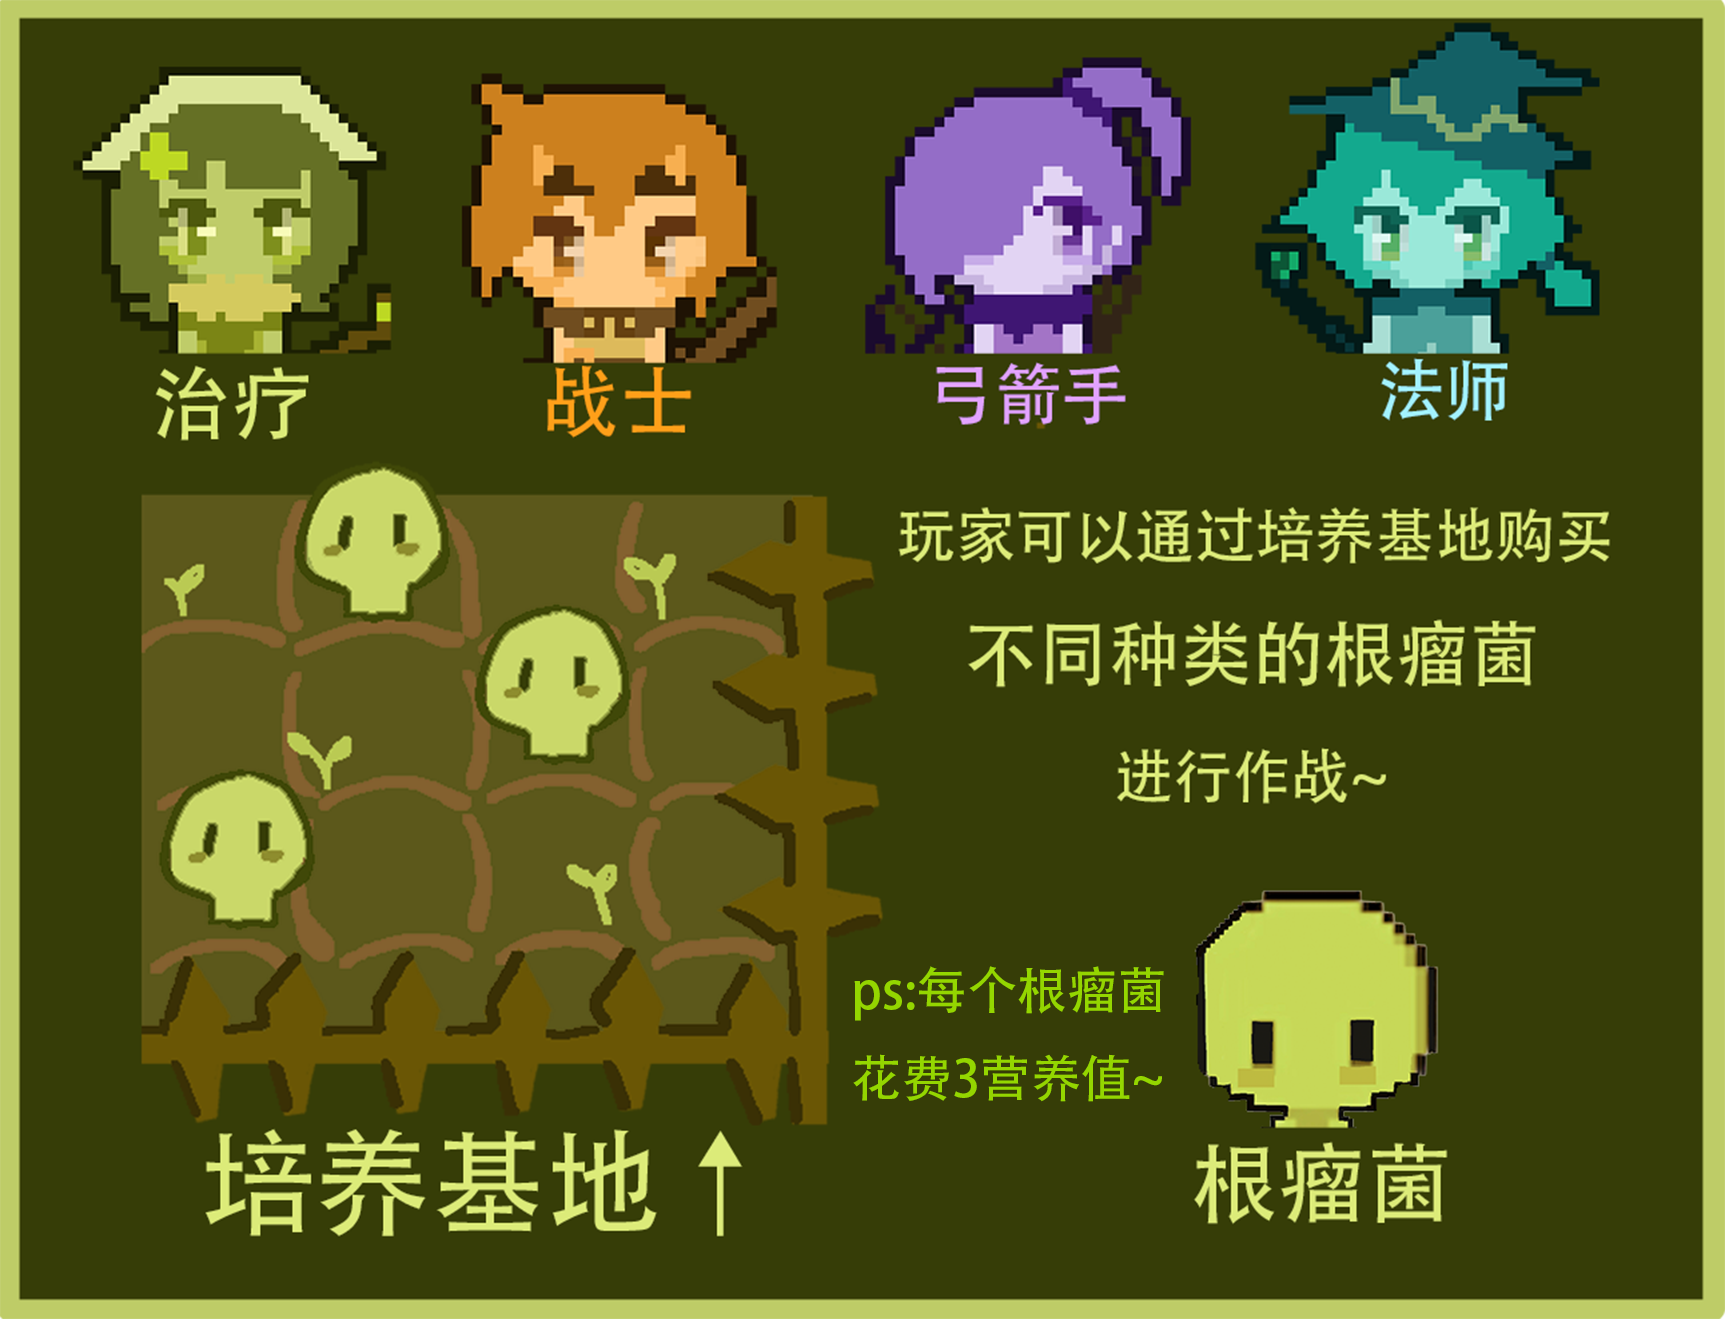 治疗
战士
弓箭手
法师
玩家可以通过培养基地购买
不同种类的根瘤菌
进行作战~
ps:每个根瘤菌
花费3营养值~
培养基地↑
根瘤菌